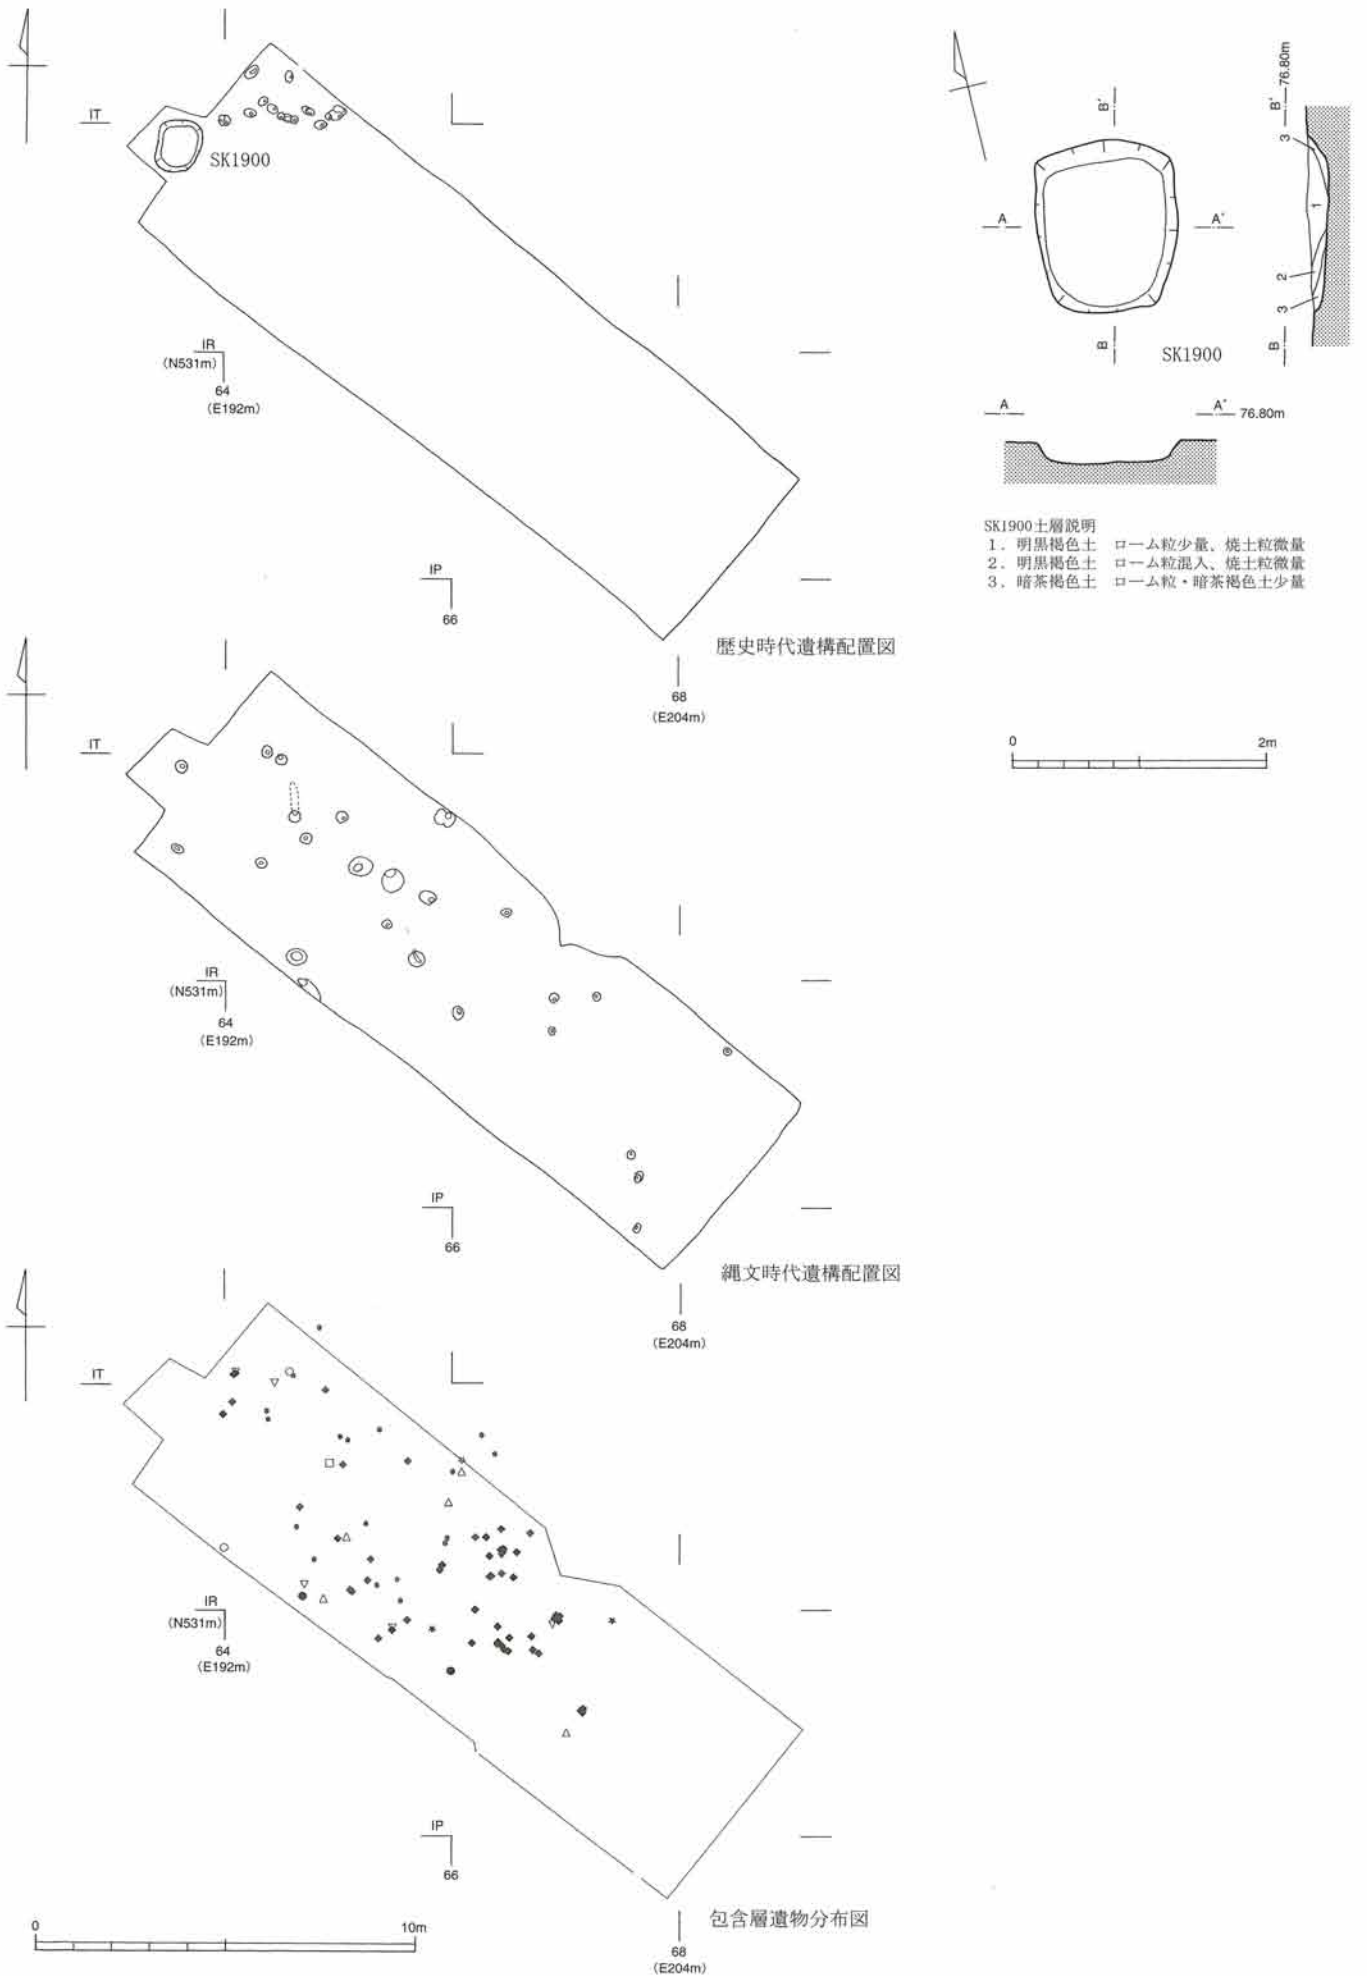 IT
SK1900
IR
(N531m)
64
(E192m)
IP
66
歴史時代遺構配置図
68
(E204m)
B'
B' 76.80m
3
1
2
3
A
A'
B
B
SK1900
A
A' 76.80m
SK1900土層説明
1. 明黒褐色土 ローム粒少量、焼土粒微量
2. 明黒褐色土 ローム粒混入、焼土粒微量
3. 暗茶褐色土 ローム粒・暗茶褐色土少量
0 2m
IT
IR
(N531m)
64
(E192m)
IP
66
縄文時代遺構配置図
68
(E204m)
IT
IR
(N531m)
64
(E192m)
IP
66
包含層遺物分布図
68
(E204m)
0 10m